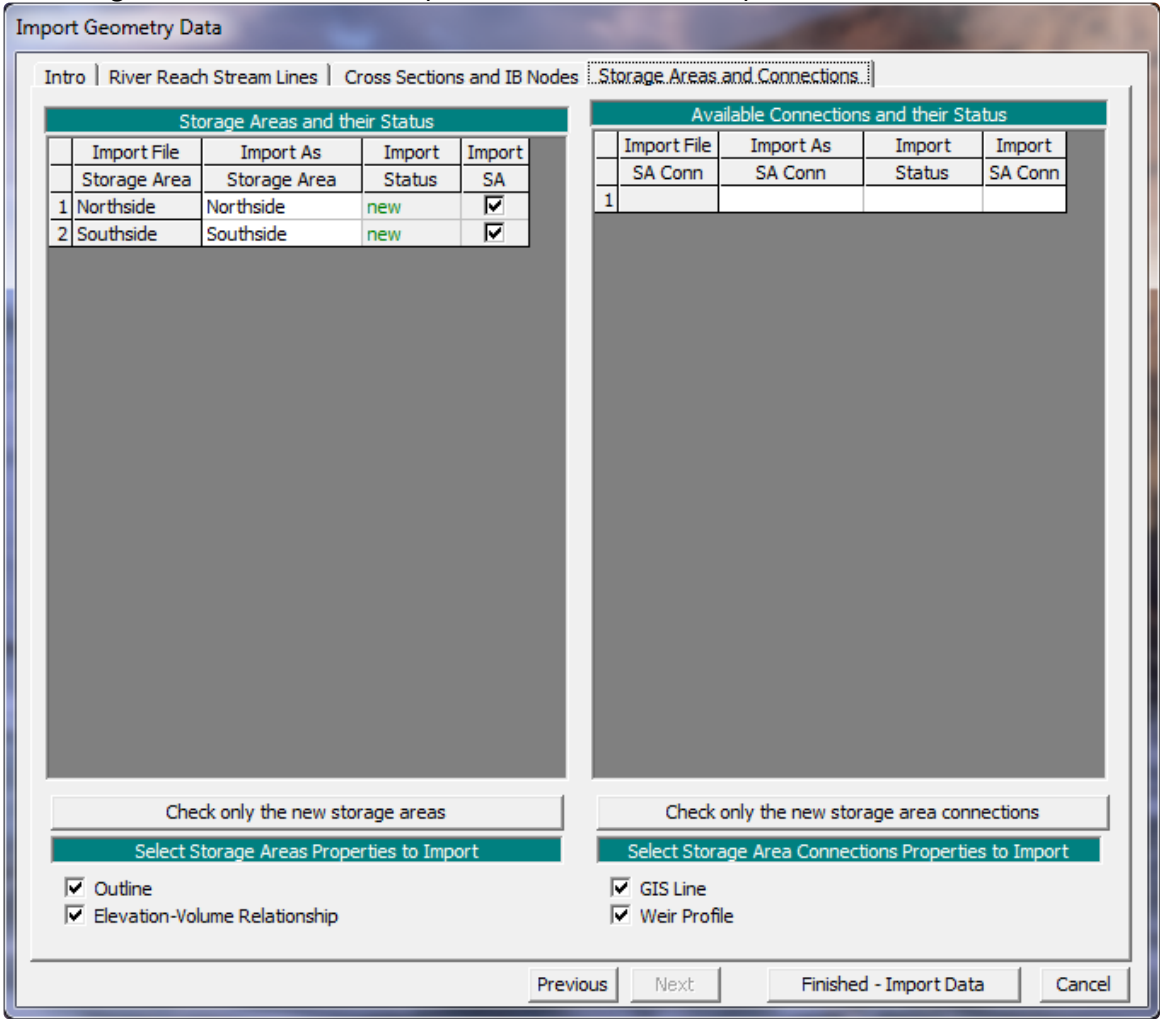 Import Geometry Data
Intro River Reach Stream Lines Cross Sections and IB Nodes Storage Areas and Connections
Storage Areas and their Status
Import File Import As Import Import
Storage Area Storage Area Status SA
1 Northside Northside new
2 Southside Southside new
Available Connections and their Status
Import File Import As Import Import
SA Conn SA Conn Status SA Conn
1
Check only the new storage areas
Check only the new storage area connections
Select Storage Areas Properties to Import
Outline
Elevation-Volume Relationship
Select Storage Area Connections Properties to Import
GIS Line
Weir Profile
Previous Next Finished - Import Data Cancel